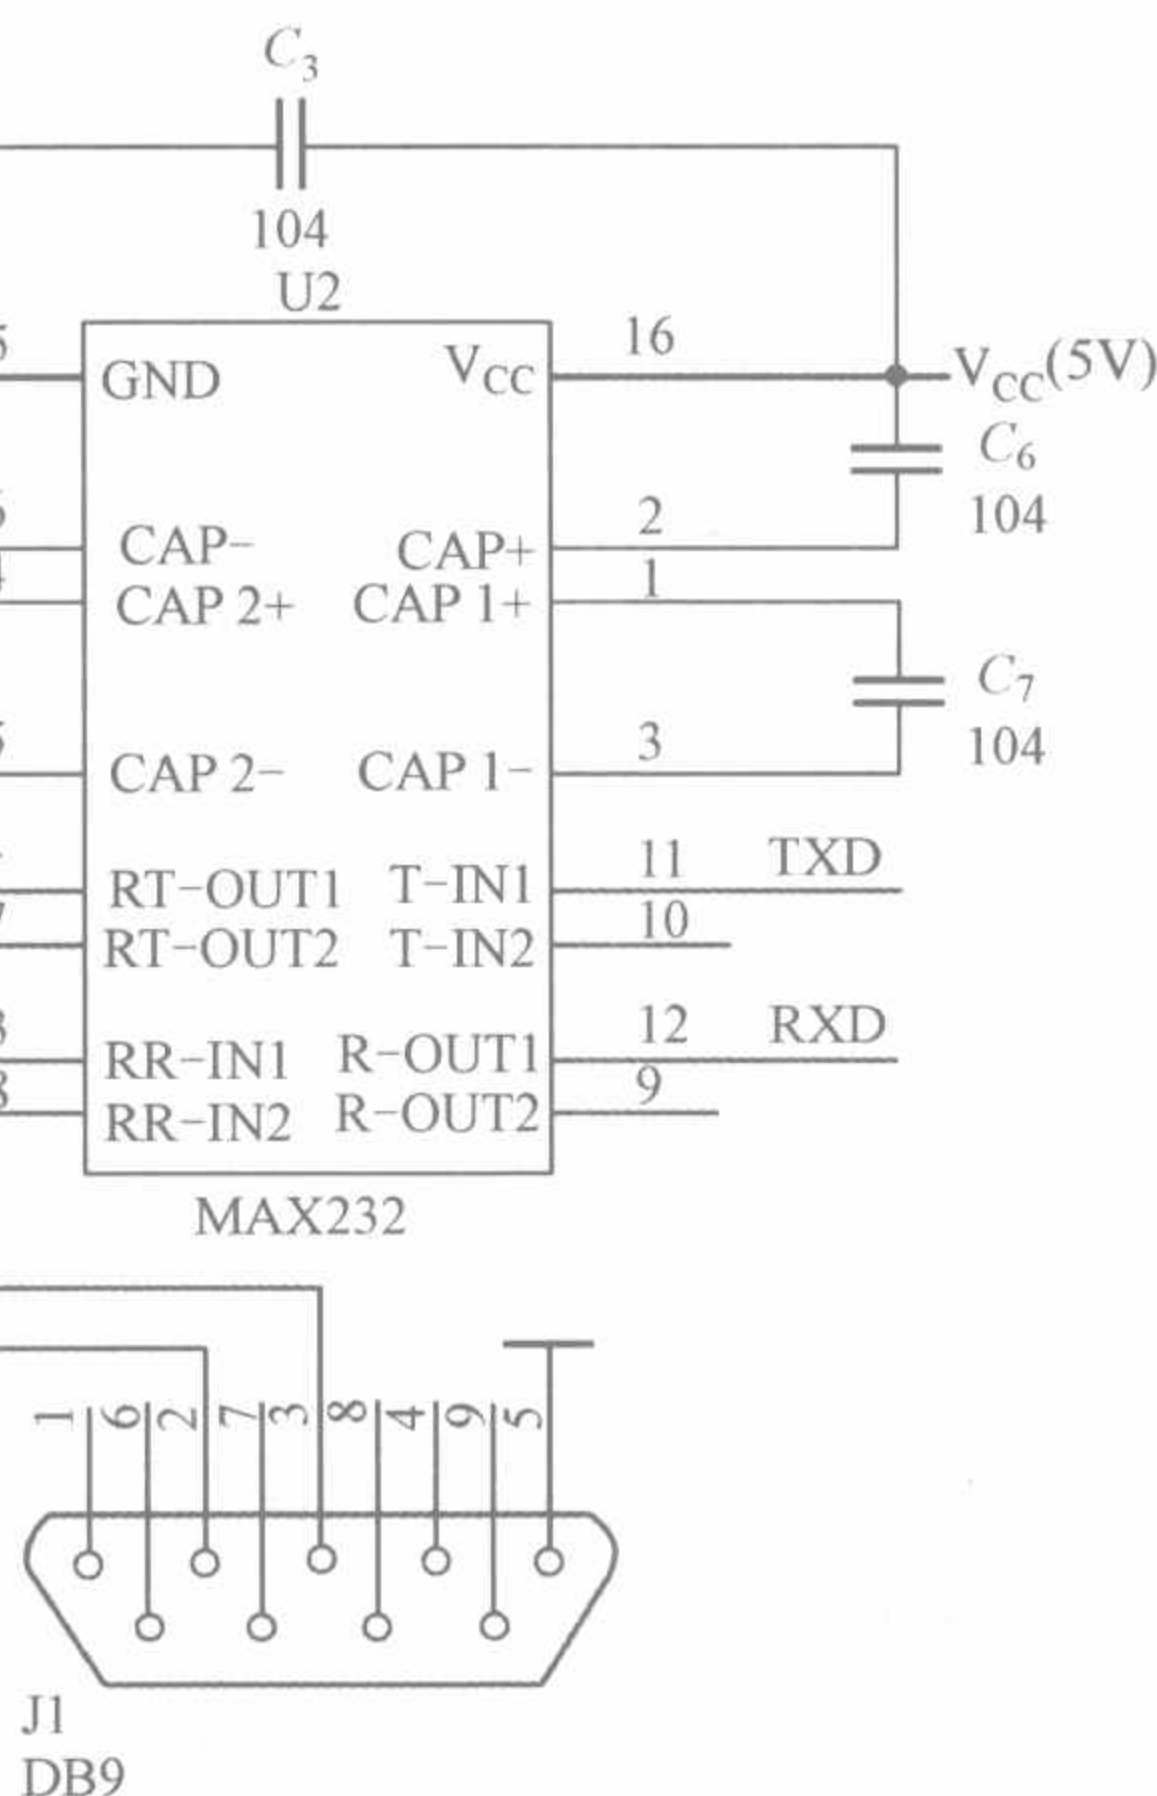 C3
104
U2
GND VCC 16 VCC(5V)
C6
104
CAP- CAP+ 2
CAP 2+ CAP 1+ 1
C7
104
CAP 2- CAP 1- 3
RT-OUT1 T-IN1 11 TXD
RT-OUT2 T-IN2 10
RR-IN1 R-OUT1 12 RXD
RR-IN2 R-OUT2 9
MAX232
1 6 2 7 3 8 4 9 5
J1
DB9